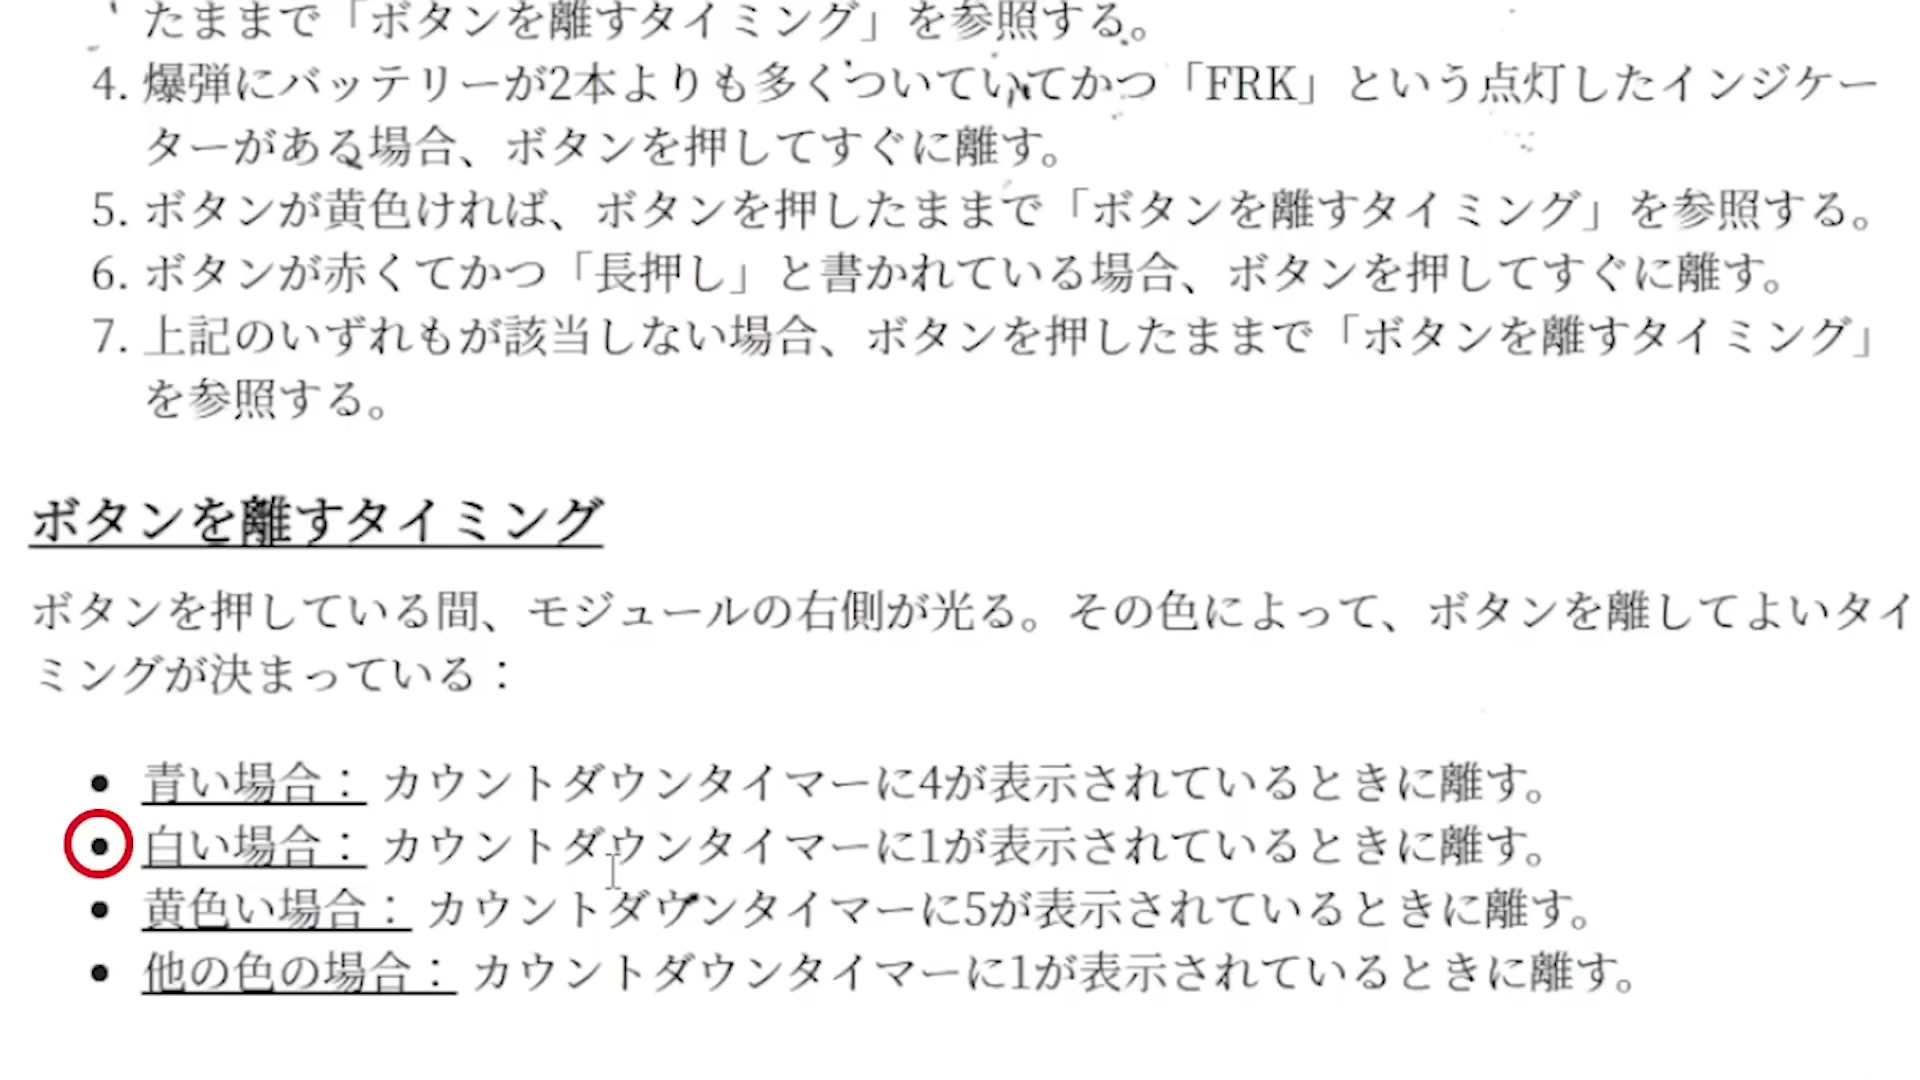 たままで「ボタンを離すタイミング」を参照する。
4. 爆弾にバッテリーが2本よりも多くついていてかつ「FRK」という点灯したインジケー
ターがある場合、ボタンを押してすぐに離す。
5. ボタンが黄色ければ、ボタンを押したままで「ボタンを離すタイミング」を参照する。
6. ボタンが赤くてかつ「長押し」と書かれている場合、ボタンを押してすぐに離す。
7. 上記のいずれもが該当しない場合、ボタンを押したままで「ボタンを離すタイミング」
を参照する。
ボタンを離すタイミング
ボタンを押している間、モジュールの右側が光る。その色によって、ボタンを離してよいタイ
ミングが決まっている：
• 青い場合： カウントダウンタイマーに4が表示されているときに離す。
• 白い場合： カウントダウンタイマーに1が表示されているときに離す。
• 黄色い場合： カウントダウンタイマーに5が表示されているときに離す。
• 他の色の場合： カウントダウンタイマーに1が表示されているときに離す。